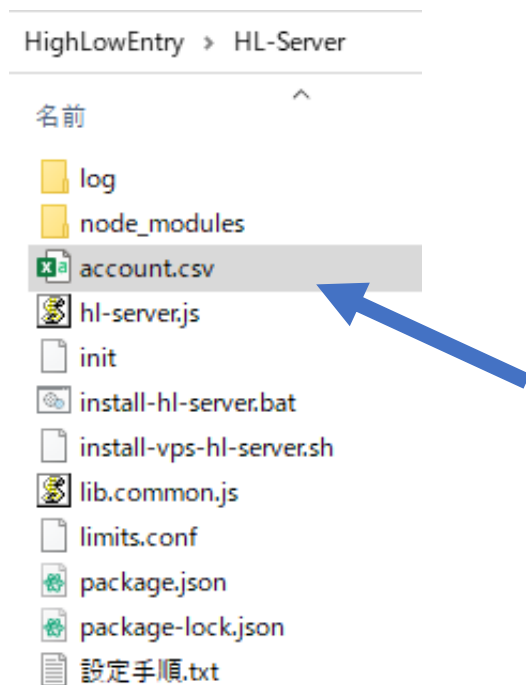 HighLowEntry > HL-Server
名前
log
node_modules
account.csv
hl-server.js
init
install-hl-server.bat
install-vps-hl-server.sh
lib.common.js
limits.conf
package.json
package-lock.json
設定手順.txt